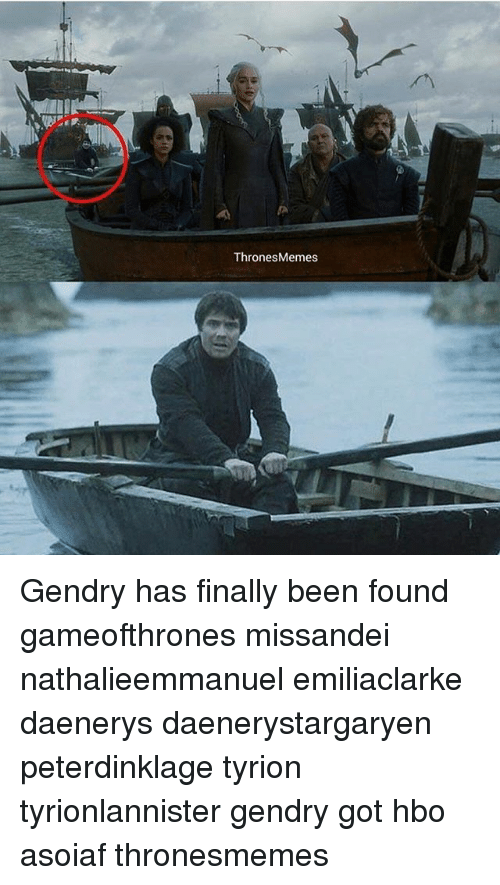 ThronesMemes
Gendry has finally been found
gameofthrones missandei
nathalieemmanuel emiliaclarke
daenerys daenerystargaryen
peterdinklage tyrion
tyrionlannister gendry got hbo
asoiaf thronesmemes